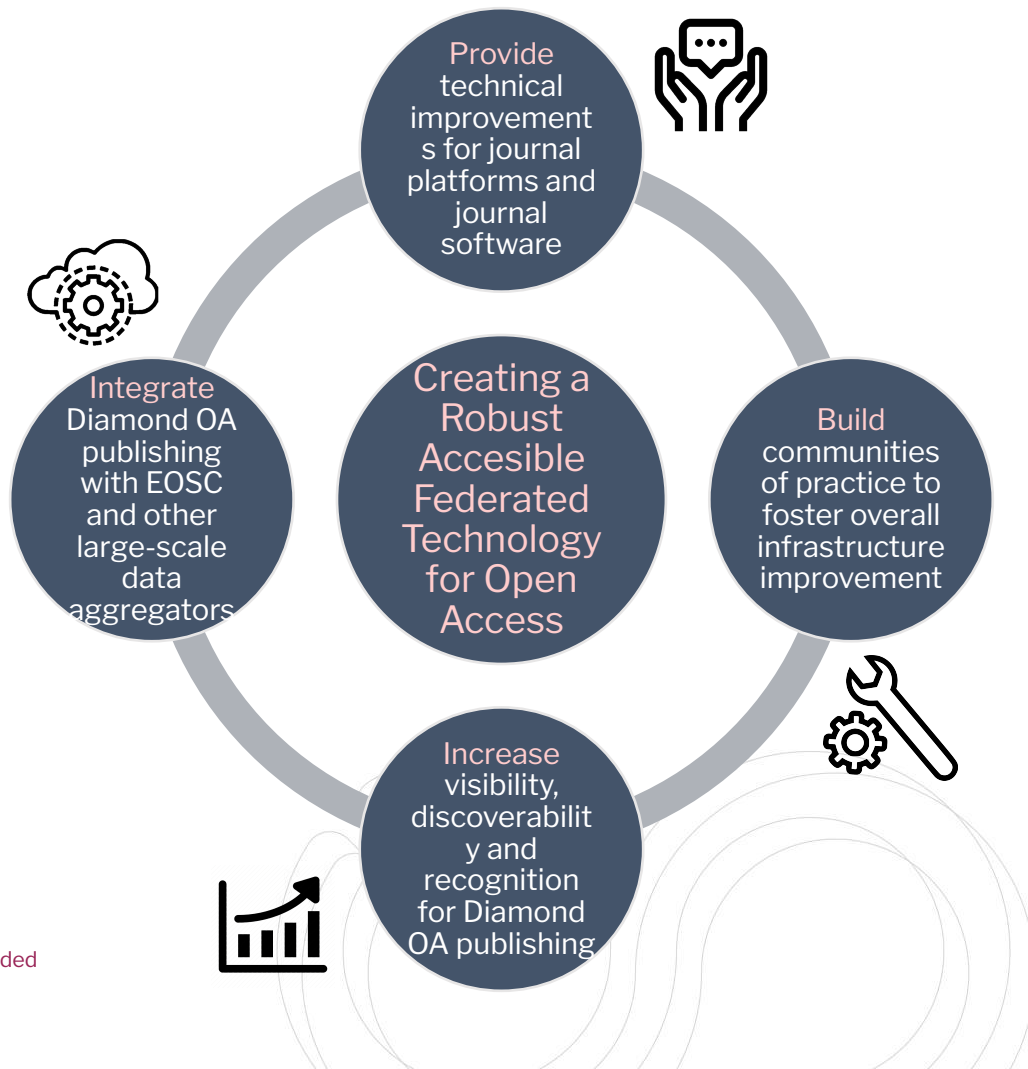 Provide
technical
improvement
s for journal
platforms and
journal
software
Integrate
Diamond OA
publishing
with EOSC
and other
large-scale
data
aggregators
Creating a
Robust
Accesible
Federated
Technology
for Open
Access
Build
communities
of practice to
foster overall
infrastructure
improvement
Increase
visibility,
discoverabilit
y and
recognition
for Diamond
OA publishing
ded